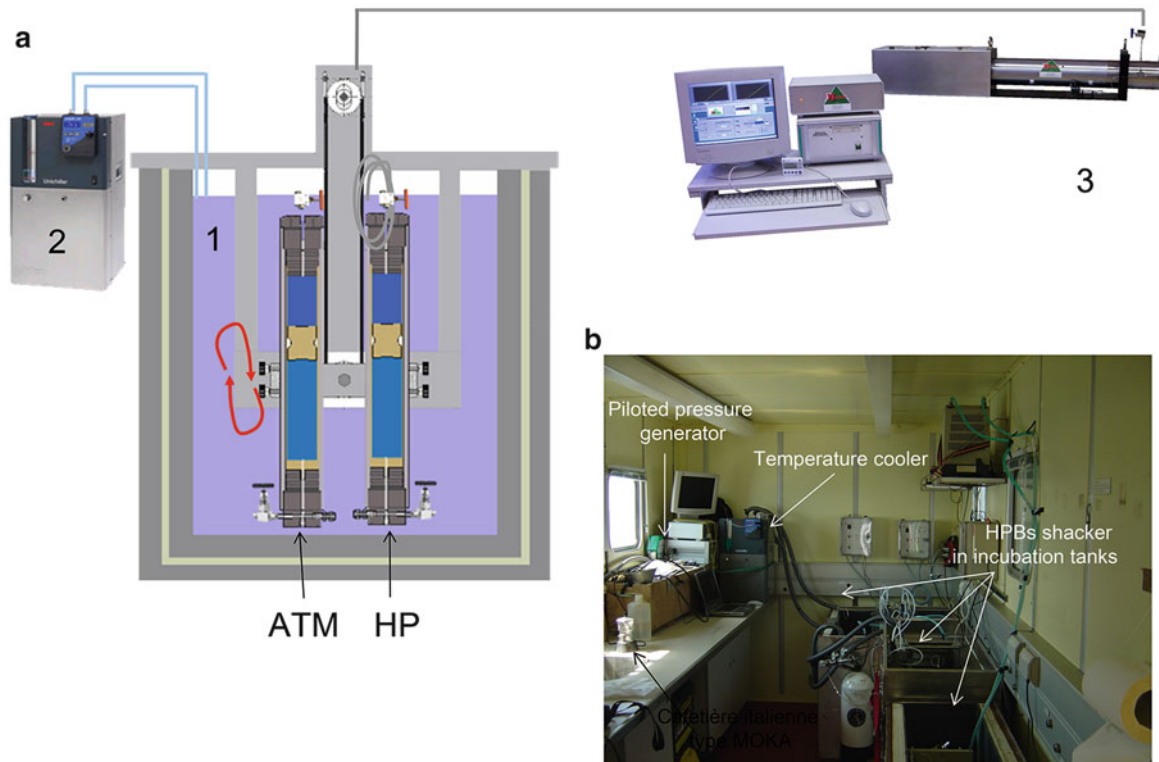 a
2
1
3
Unichiller
ATM
HP
b
Piloted pressure
generator
Temperature cooler
HPBs shacker
in incubation tanks
Cafetière italienne
type MOKA